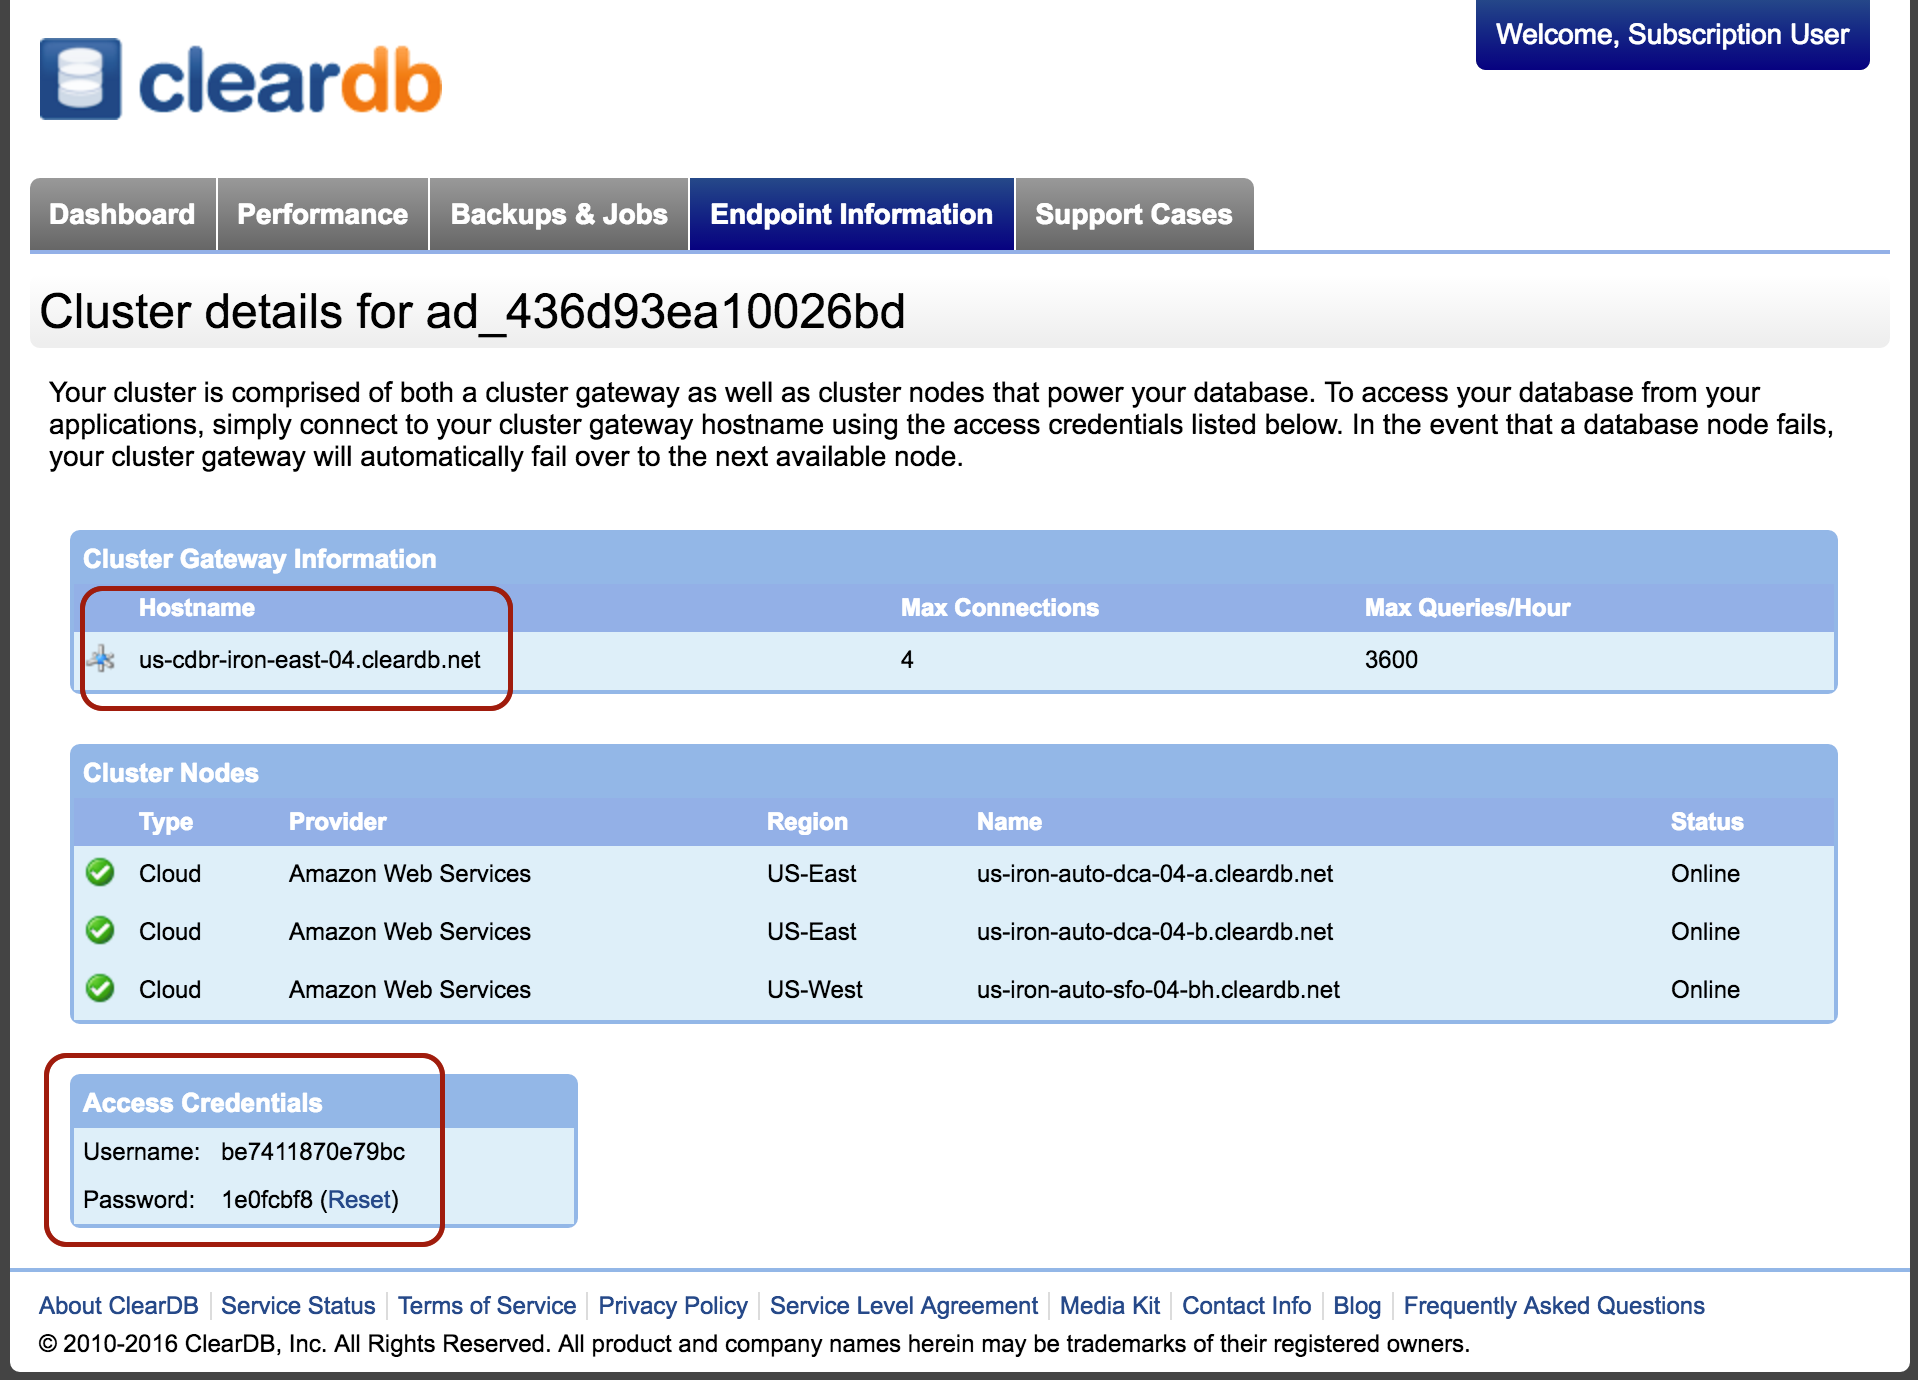 Welcome, Subscription User
cleardb
Dashboard Performance Backups & Jobs Endpoint Information Support Cases
Cluster details for ad_436d93ea10026bd
Your cluster is comprised of both a cluster gateway as well as cluster nodes that power your database. To access your database from your
applications, simply connect to your cluster gateway hostname using the access credentials listed below. In the event that a database node fails,
your cluster gateway will automatically fail over to the next available node.
Cluster Gateway Information
Hostname Max Connections Max Queries/Hour
us-cdbr-iron-east-04.cleardb.net 4 3600
Cluster Nodes
Type Provider Region Name Status
Cloud Amazon Web Services US-East us-iron-auto-dca-04-a.cleardb.net Online
Cloud Amazon Web Services US-East us-iron-auto-dca-04-b.cleardb.net Online
Cloud Amazon Web Services US-West us-iron-auto-sfo-04-bh.cleardb.net Online
Access Credentials
Username: be7411870e79bc
Password: 1e0fcbf8 (Reset)
About ClearDB Service Status Terms of Service Privacy Policy Service Level Agreement Media Kit Contact Info Blog Frequently Asked Questions
© 2010-2016 ClearDB, Inc. All Rights Reserved. All product and company names herein may be trademarks of their registered owners.